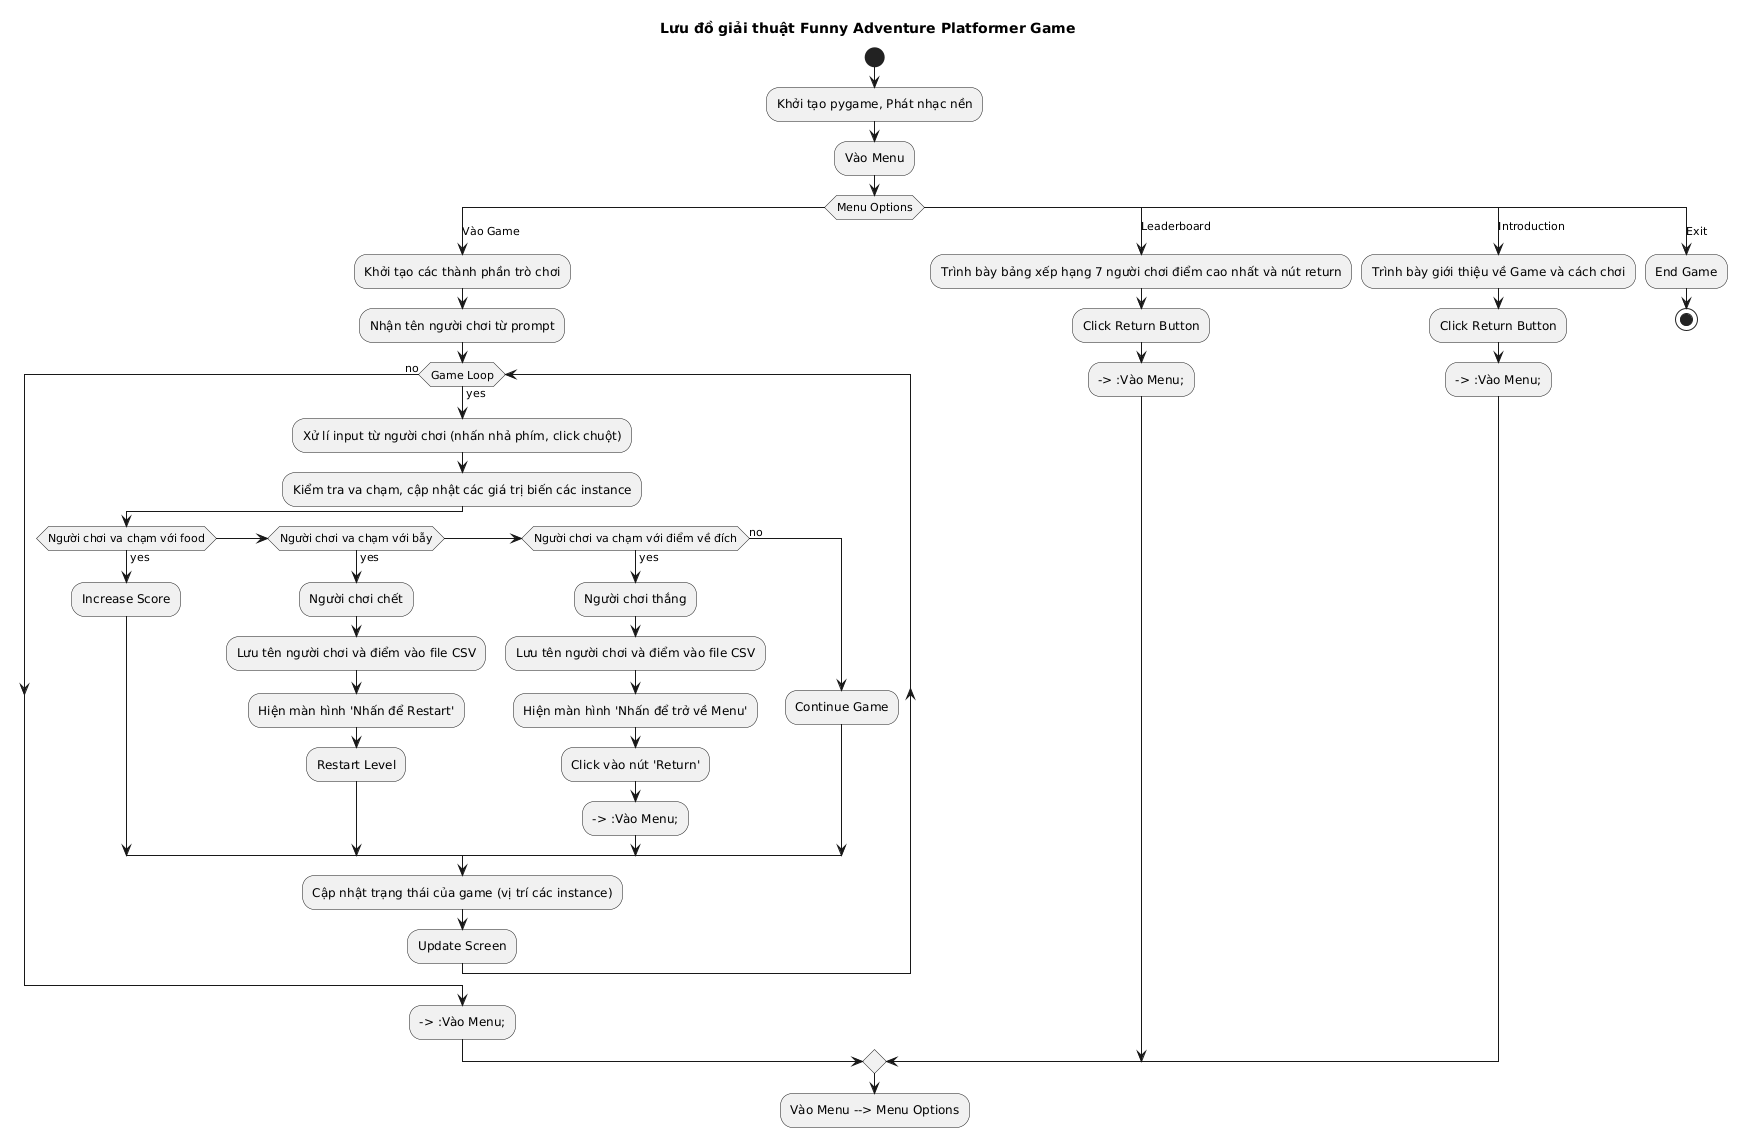 Lưu đồ giải thuật Funny Adventure Platformer Game
Khởi tạo pygame, Phát nhạc nền
Vào Menu
Menu Options
Vào Game
Leaderboard
Introduction
Exit
Khởi tạo các thành phần trò chơi
Trình bày bảng xếp hạng 7 người chơi điểm cao nhất và nút return
Trình bày giới thiệu về Game và cách chơi
End Game
Nhận tên người chơi từ prompt
Click Return Button
Click Return Button
no
Game Loop
yes
-> :Vào Menu;
-> :Vào Menu;
Xử lí input từ người chơi (nhấn nhả phím, click chuột)
Kiểm tra va chạm, cập nhật các giá trị biến các instance
Người chơi va chạm với food
Người chơi va chạm với bẫy
Người chơi va chạm với điểm về đích
no
yes
yes
yes
Increase Score
Người chơi chết
Người chơi thắng
Lưu tên người chơi và điểm vào file CSV
Lưu tên người chơi và điểm vào file CSV
Hiện màn hình 'Nhấn để Restart'
Hiện màn hình 'Nhấn để trở về Menu'
Continue Game
Restart Level
Click vào nút 'Return'
-> :Vào Menu;
Cập nhật trạng thái của game (vị trí các instance)
Update Screen
-> :Vào Menu;
Vào Menu --> Menu Options